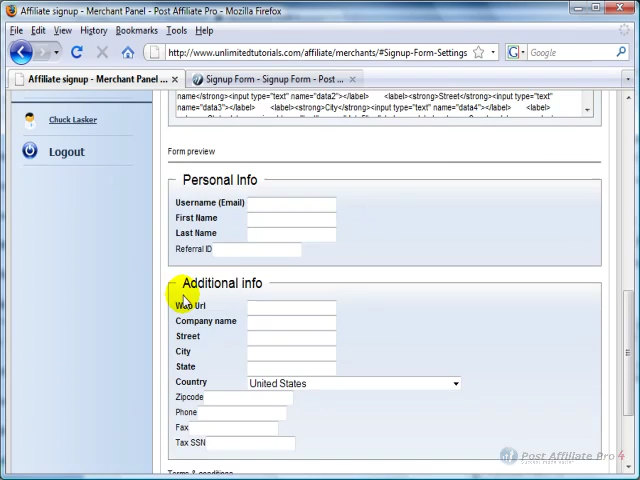 Affiliate signup - Merchant Panel - Post Affiliate Pro - Mozilla Firefox
File Edit View History Bookmarks Tools Help
http://www.unlimitedtutorials.com/affiliate/merchants/#Signup-Form-Settings
G Google
Affiliate signup - Merchant Panel ...
Signup Form - Signup Form - Post ...
name</strong><input type="text" name="data2"></label> <label><strong>Street</strong><input type="text"
name="data3"></label> <label><strong>City</strong><input type="text" name="data4"></label> <label
Chuck Lasker
Logout
Form preview
Personal Info
Username (Email)
First Name
Last Name
Referral ID
Additional info
Web Url
Company name
Street
City
State
Country United States
Zipcode
Phone
Fax
Tax SSN
Post Affiliate Pro 4
Terms & conditions